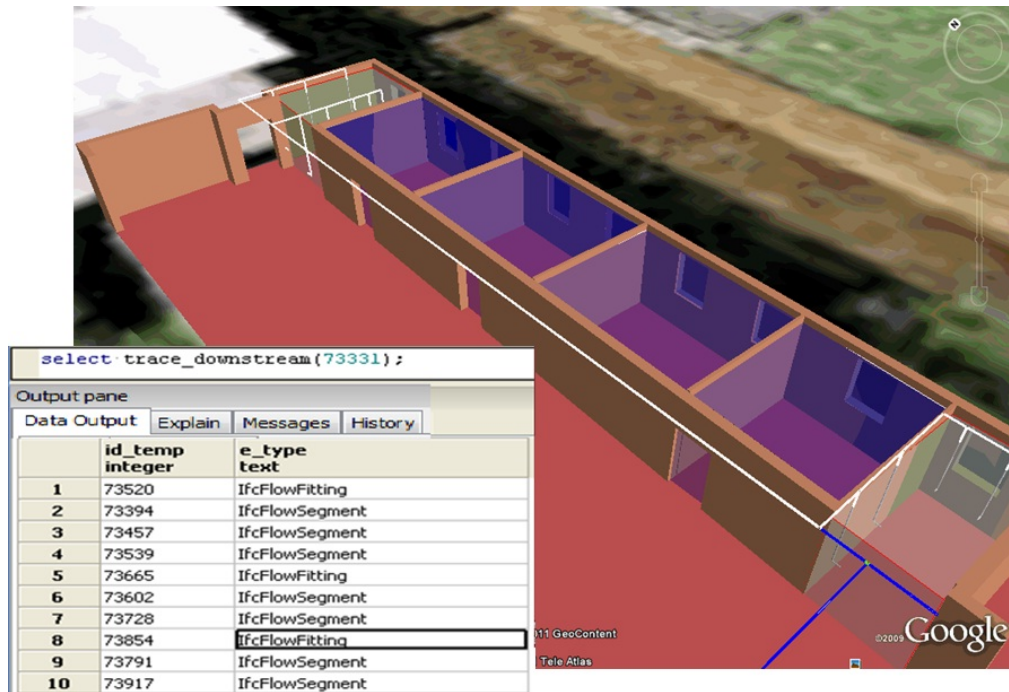 N
select trace_downstream(73331);
Output pane
Data Output Explain Messages History
id_temp e_type
integer text
1 73520 IfcFlowFitting
2 73394 IfcFlowSegment
3 73457 IfcFlowSegment
4 73539 IfcFlowSegment
5 73665 IfcFlowFitting
6 73602 IfcFlowSegment
7 73728 IfcFlowSegment
8 73854 IfcFlowFitting
9 73791 IfcFlowSegment
10 73917 IfcFlowSegment
11 GeoContent
Tele Atlas
©2009 Google